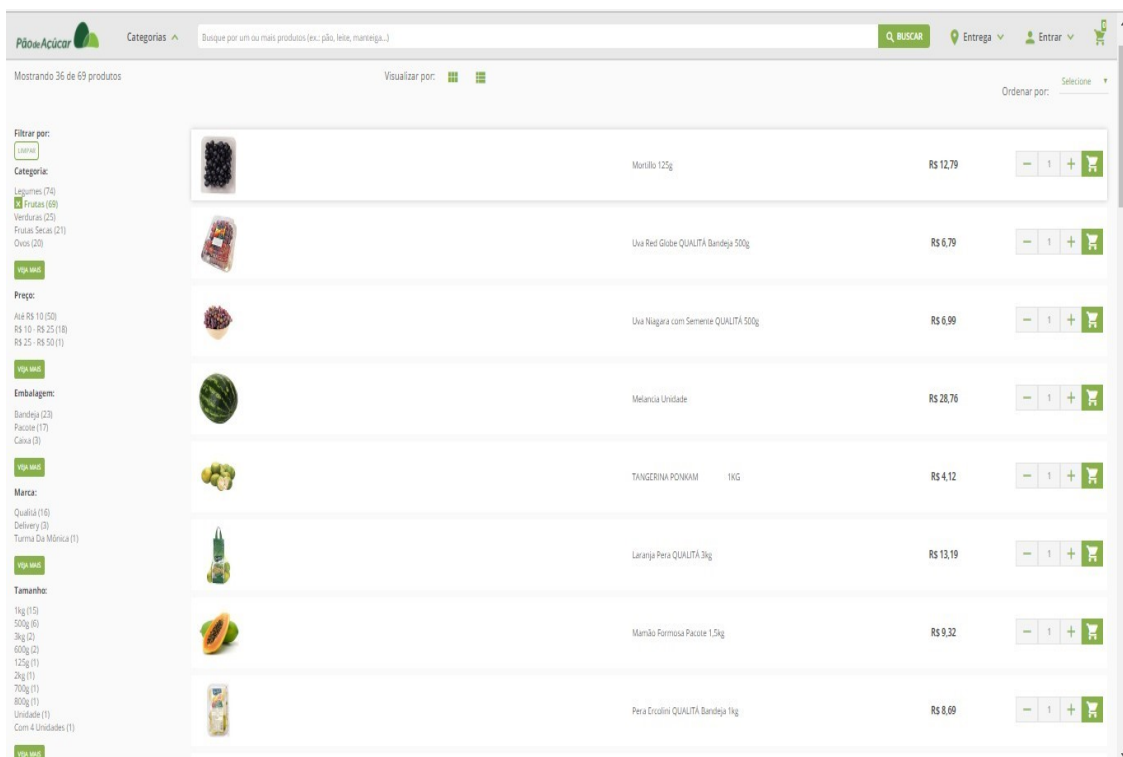 Pão de Açúcar
Categorias
Busque por um ou mais produtos (ex.: pão, leite, manteiga...)
BUSCAR
Entrega
Entrar
Mostrando 36 de 69 produtos
Visualizar por:
Ordenar por:
Selecione
Filtrar por:
LIMPAR
Categoria:
Legumes (74)
x Frutas (69)
Verduras (25)
Frutas Secas (21)
Ovos (20)
VEJA MAIS
Preço:
Até R$ 10 (50)
R$ 10 - R$ 25 (18)
R$ 25 - R$ 50 (1)
VEJA MAIS
Embalagem:
Bandeja (23)
Pacote (17)
Caixa (3)
VEJA MAIS
Marca:
Qualitá (16)
Delivery (3)
Turma Da Mônica (1)
VEJA MAIS
Tamanho:
1kg (15)
500g (6)
3kg (2)
600g (2)
125g (1)
2kg (1)
700g (1)
800g (1)
Unidade (1)
Com 4 Unidades (1)
VEJA MAIS
Mortillo 125g R$ 12,79 − 1 +
Uva Red Globe QUALITÁ Bandeja 500g R$ 6,79 − 1 +
Uva Niagara com Semente QUALITÁ 500g R$ 6,99 − 1 +
Melancia Unidade R$ 28,76 − 1 +
TANGERINA PONKAM 1KG R$ 4,12 − 1 +
Laranja Pera QUALITÁ 3kg R$ 13,19 − 1 +
Mamão Formosa Pacote 1,5kg R$ 9,32 − 1 +
Pera Ercolini QUALITÁ Bandeja 1kg R$ 8,69 − 1 +